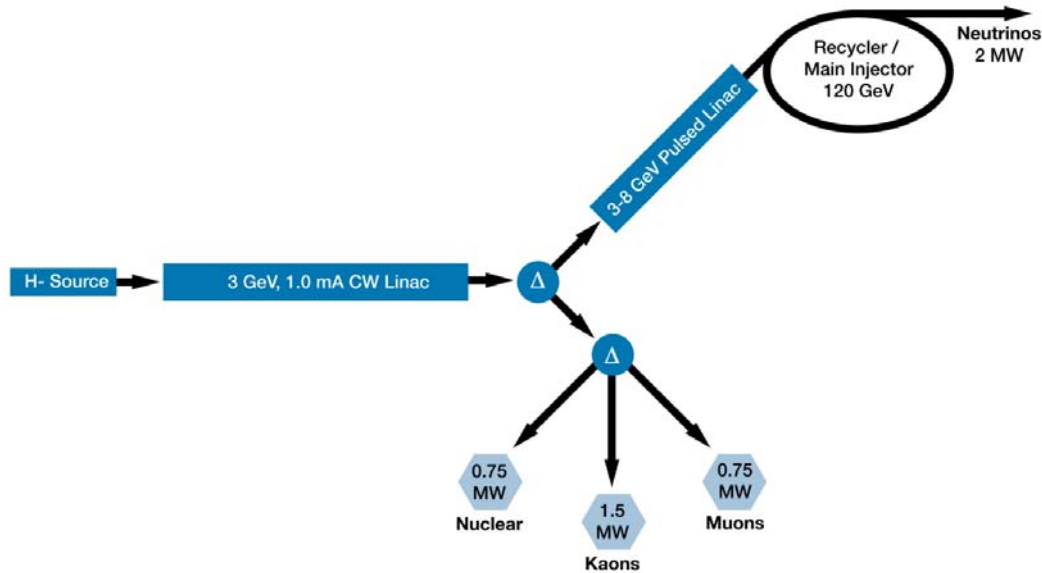 Neutrinos
2 MW
Recycler /
Main Injector
120 GeV
3-8 GeV Pulsed Linac
H- Source
3 GeV, 1.0 mA CW Linac
Δ
Δ
0.75
MW
Nuclear
1.5
MW
Kaons
0.75
MW
Muons